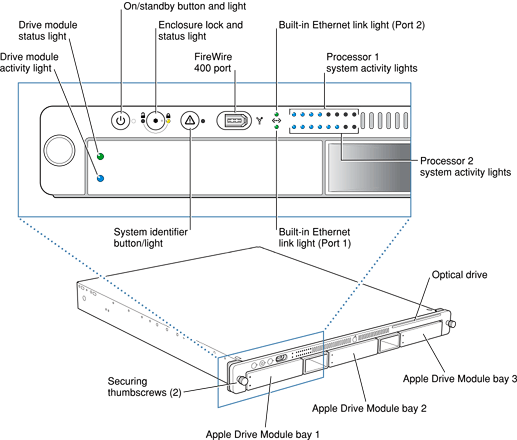 On/standby button and light
Drive module
status light
Enclosure lock and
status light
Built-in Ethernet link light (Port 2)
Drive module
activity light
FireWire
400 port
Processor 1
system activity lights
Processor 2
system activity lights
System identifier
button/light
Built-in Ethernet
link light (Port 1)
Optical drive
Securing
thumbscrews (2)
Apple Drive Module bay 3
Apple Drive Module bay 2
Apple Drive Module bay 1